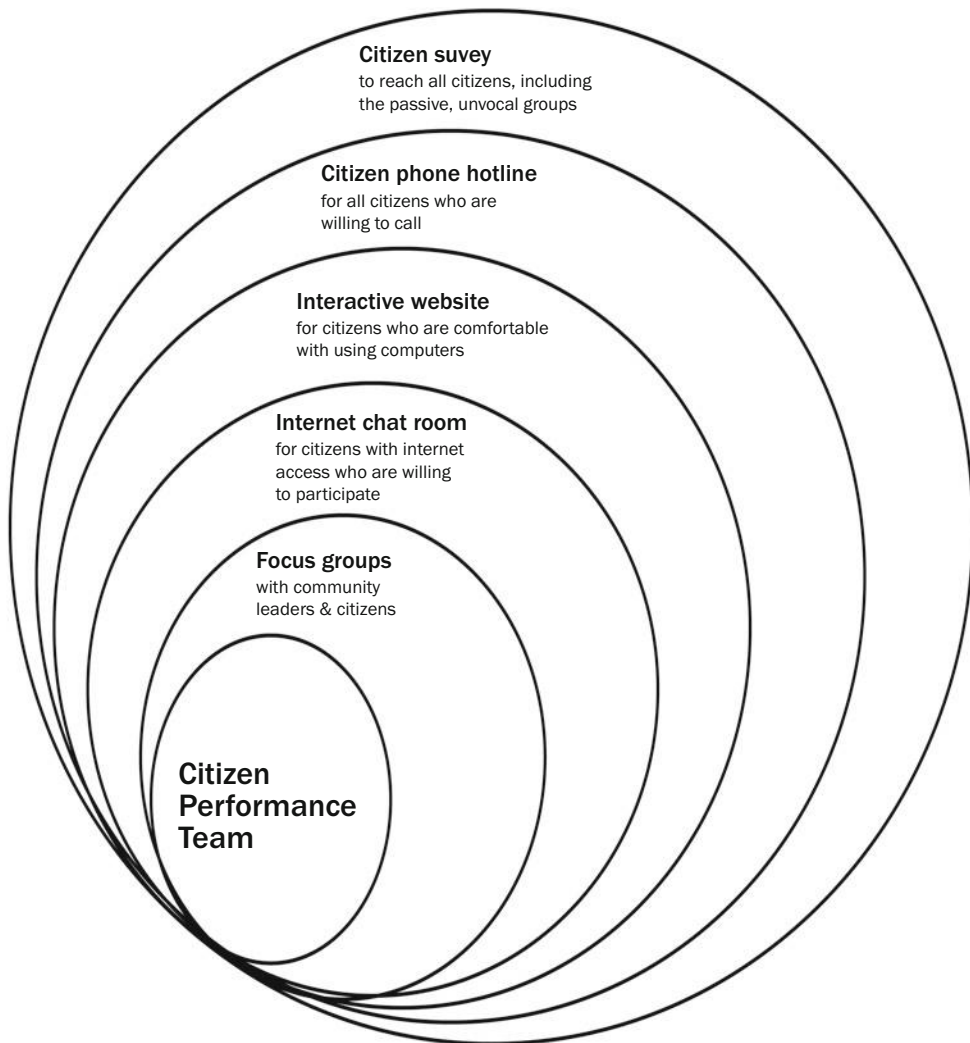 Citizen suvey
to reach all citizens, including
the passive, unvocal groups
Citizen phone hotline
for all citizens who are
willing to call
Interactive website
for citizens who are comfortable
with using computers
Internet chat room
for citizens with internet
access who are willing
to participate
Focus groups
with community
leaders & citizens
Citizen
Performance
Team